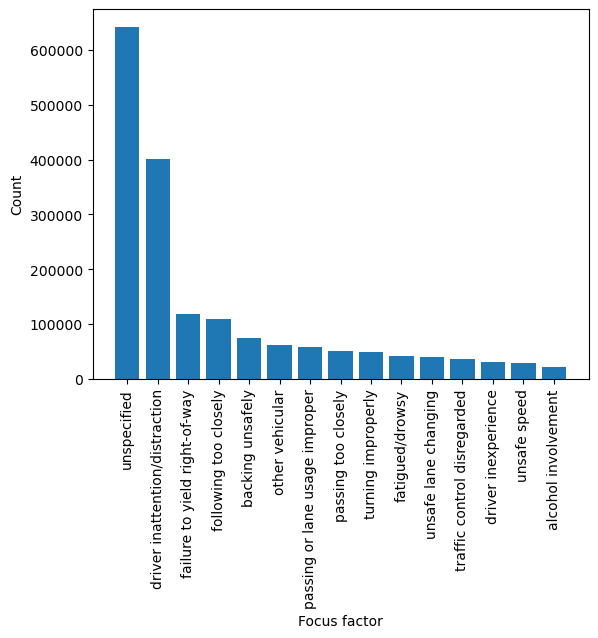 600000
500000
400000
300000
200000
100000
0
Count
unspecified
driver inattention/distraction
failure to yield right-of-way
following too closely
backing unsafely
other vehicular
passing or lane usage improper
passing too closely
turning improperly
fatigued/drowsy
unsafe lane changing
traffic control disregarded
driver inexperience
unsafe speed
alcohol involvement
Focus factor